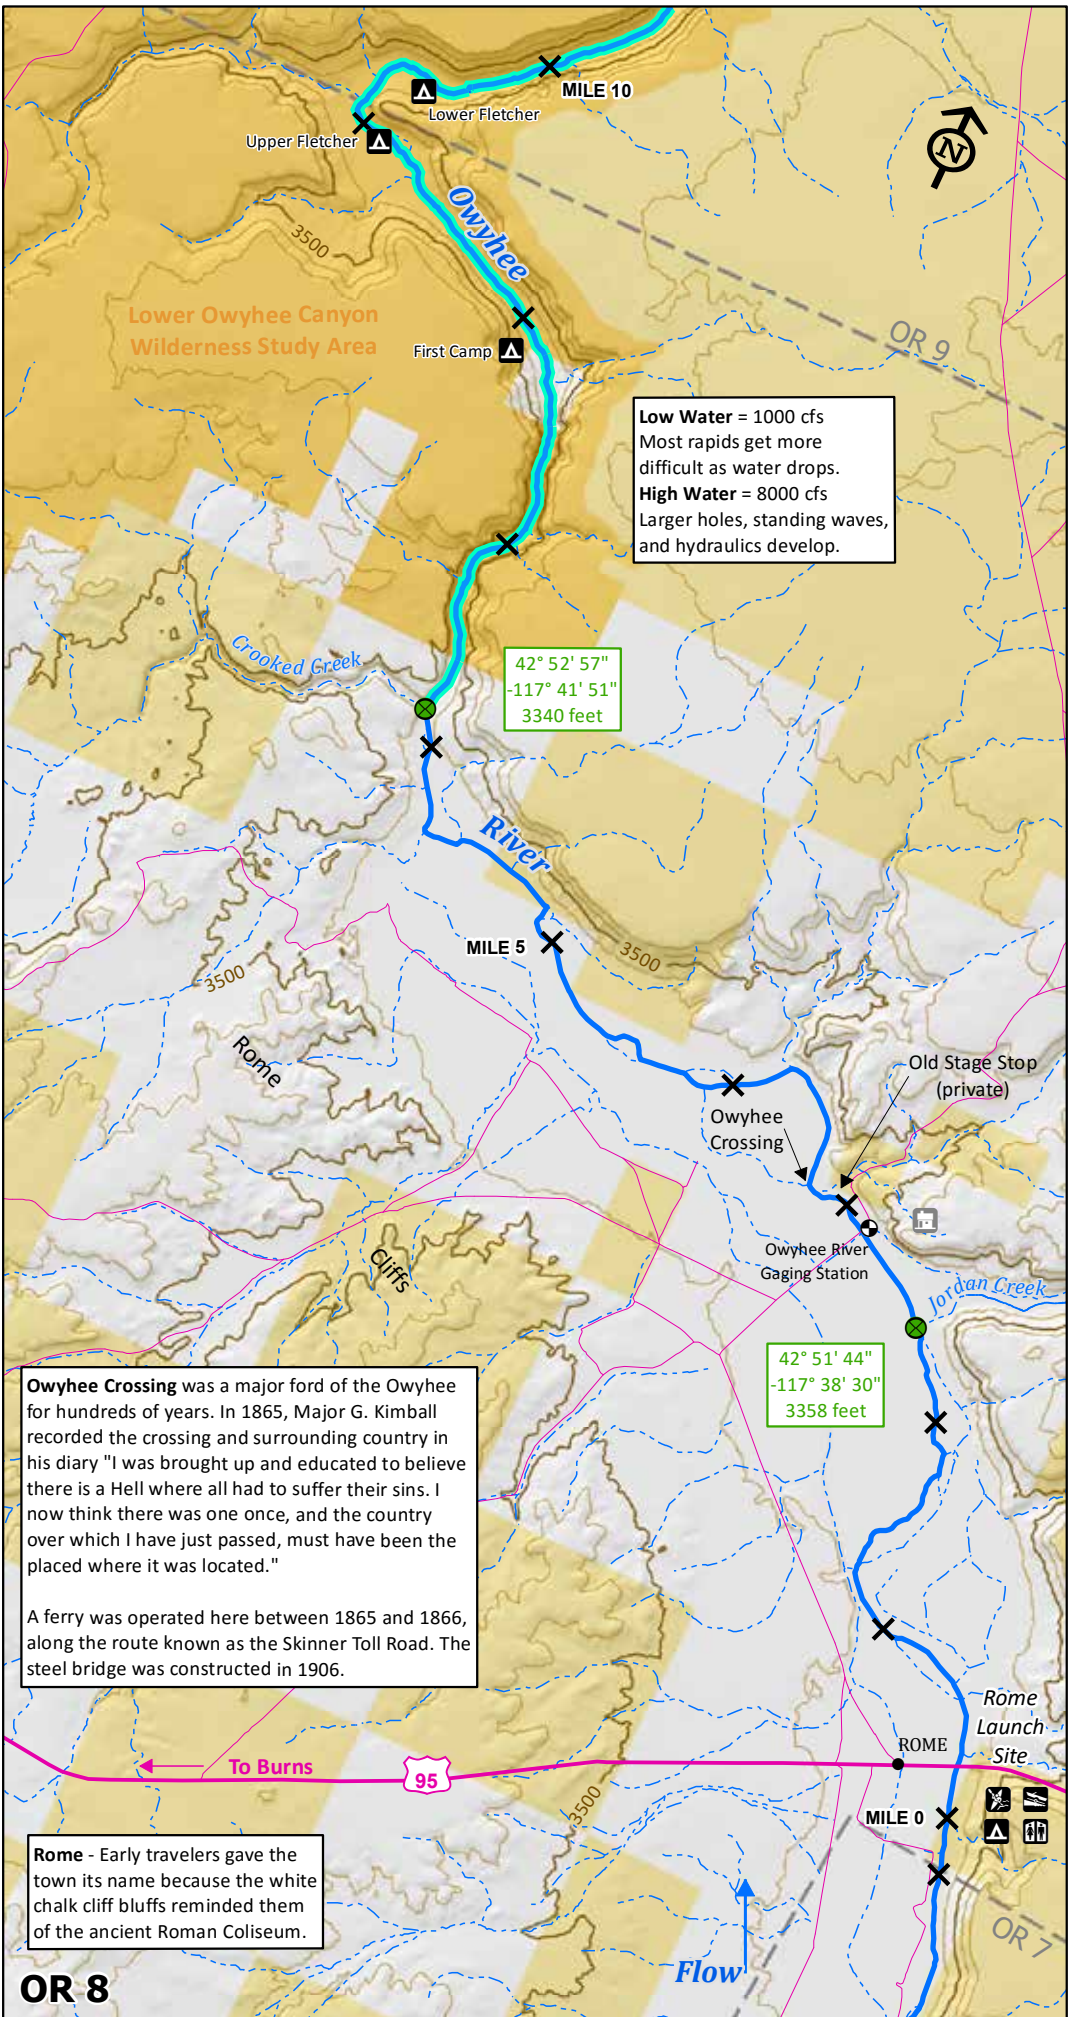 MILE 10
Lower Fletcher
Upper Fletcher
N
Owyhee
3500
Lower Owyhee Canyon
Wilderness Study Area
First Camp
OR 9
Low Water = 1000 cfs
Most rapids get more
difficult as water drops.
High Water = 8000 cfs
Larger holes, standing waves,
and hydraulics develop.
Crooked Creek
42° 52' 57"
-117° 41' 51"
3340 feet
River
MILE 5
3500
3500
Rome
Old Stage Stop
(private)
Owyhee
Crossing
Owyhee River
Gaging Station
Cliffs
Jordan Creek
42° 51' 44"
-117° 38' 30"
3358 feet
Owyhee Crossing was a major ford of the Owyhee
for hundreds of years. In 1865, Major G. Kimball
recorded the crossing and surrounding country in
his diary "I was brought up and educated to believe
there is a Hell where all had to suffer their sins. I
now think there was one once, and the country
over which I have just passed, must have been the
placed where it was located."
A ferry was operated here between 1865 and 1866,
along the route known as the Skinner Toll Road. The
steel bridge was constructed in 1906.
Rome
Launch
Site
ROME
To Burns
95
3500
MILE 0
Rome - Early travelers gave the
town its name because the white
chalk cliff bluffs reminded them
of the ancient Roman Coliseum.
OR 7
Flow
OR 8